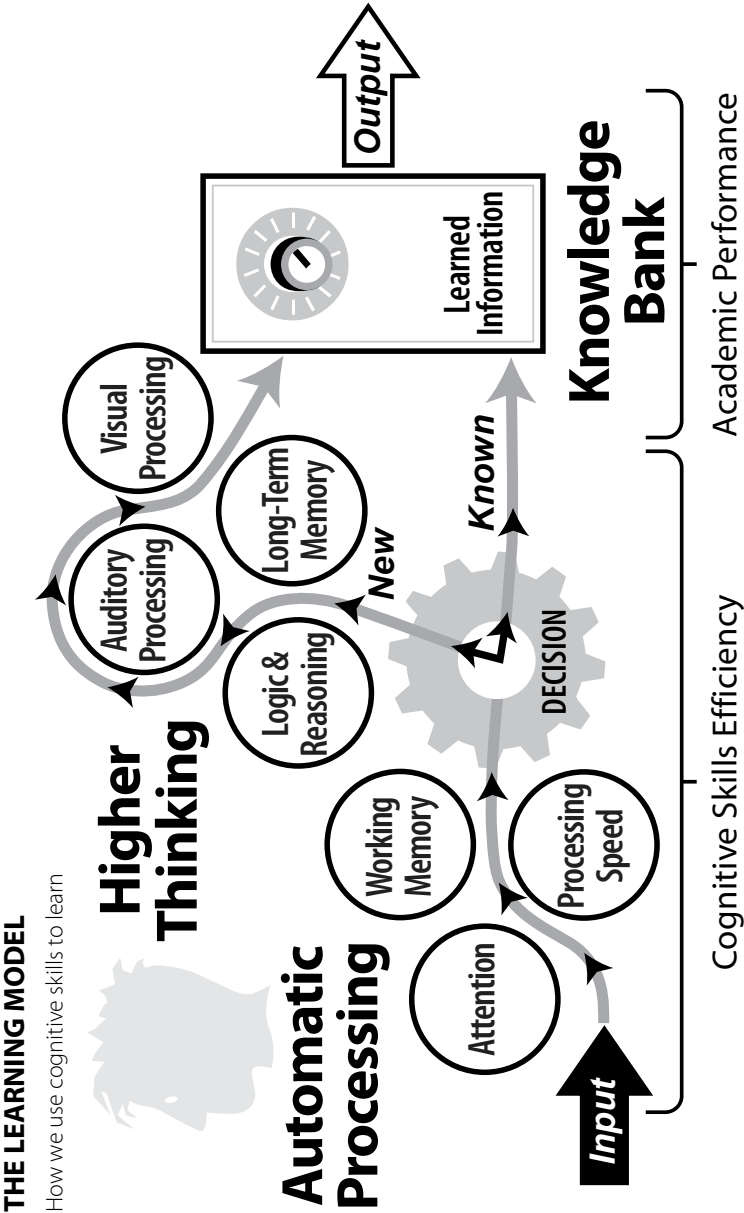 THE LEARNING MODEL
How we use cognitive skills to learn
Higher
Thinking
Automatic
Processing
Input
Attention
Working
Memory
Processing
Speed
DECISION
New
Known
Logic &
Reasoning
Long-Term
Memory
Auditory
Processing
Visual
Processing
Learned
Information
Knowledge
Bank
Output
Cognitive Skills Efficiency
Academic Performance